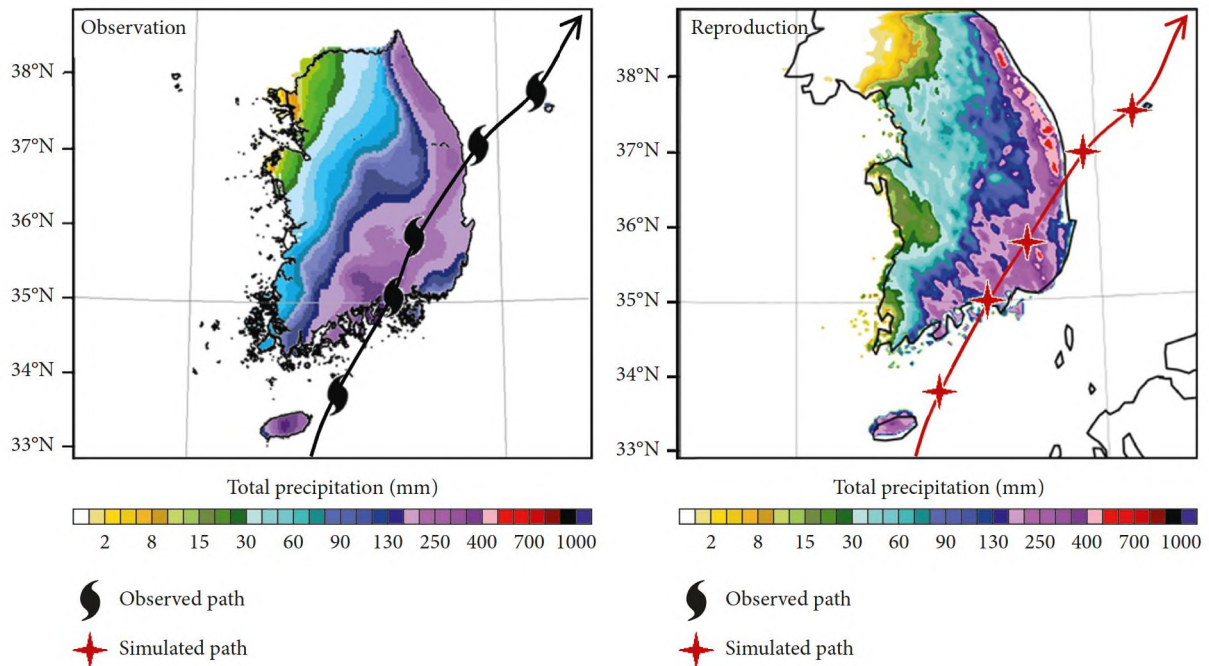 Observation
38°N
37°N
36°N
35°N
34°N
33°N
Total precipitation (mm)
2 8 15 30 60 90 130 250 400 700 1000
Observed path
Simulated path
Reproduction
38°N
37°N
36°N
35°N
34°N
33°N
Total precipitation (mm)
2 8 15 30 60 90 130 250 400 700 1000
Observed path
Simulated path